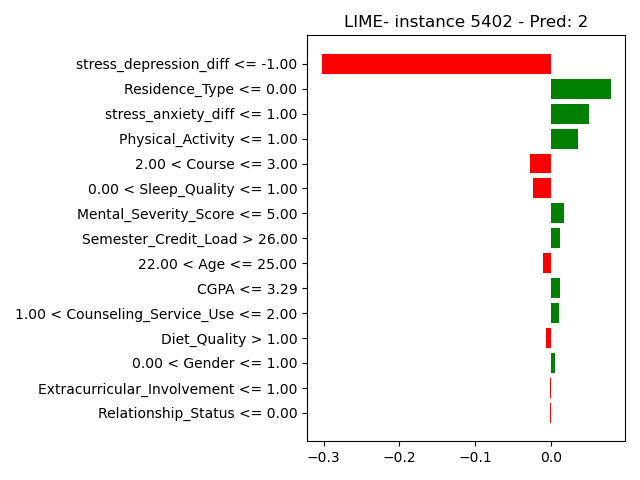 LIME- instance 5402 - Pred: 2
stress_depression_diff <= -1.00
Residence_Type <= 0.00
stress_anxiety_diff <= 1.00
Physical_Activity <= 1.00
2.00 < Course <= 3.00
0.00 < Sleep_Quality <= 1.00
Mental_Severity_Score <= 5.00
Semester_Credit_Load > 26.00
22.00 < Age <= 25.00
CGPA <= 3.29
1.00 < Counseling_Service_Use <= 2.00
Diet_Quality > 1.00
0.00 < Gender <= 1.00
Extracurricular_Involvement <= 1.00
Relationship_Status <= 0.00
−0.3 −0.2 −0.1 0.0